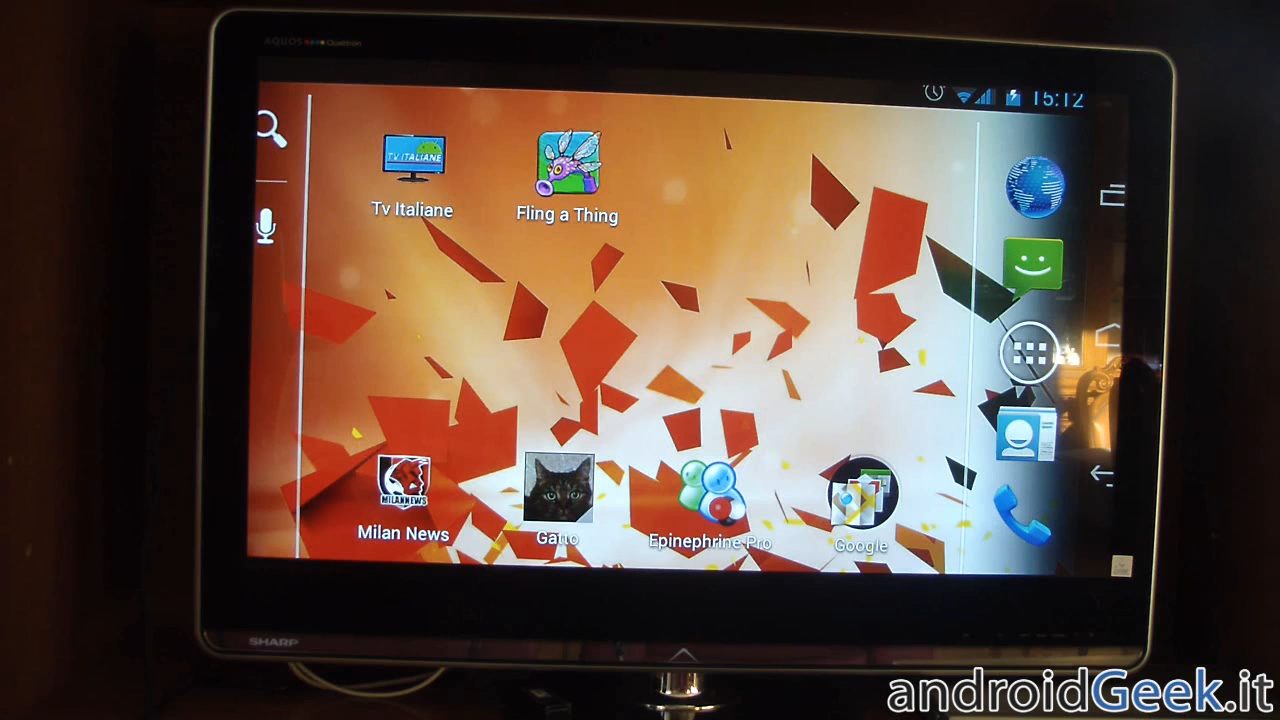 AQUOS Quattron
15:12
TV ITALIANE
Tv Italiane
Fling a Thing
MILANNEWS
Milan News
Gatto
Epinephrine Pro
Google
SHARP
androidGeek.it